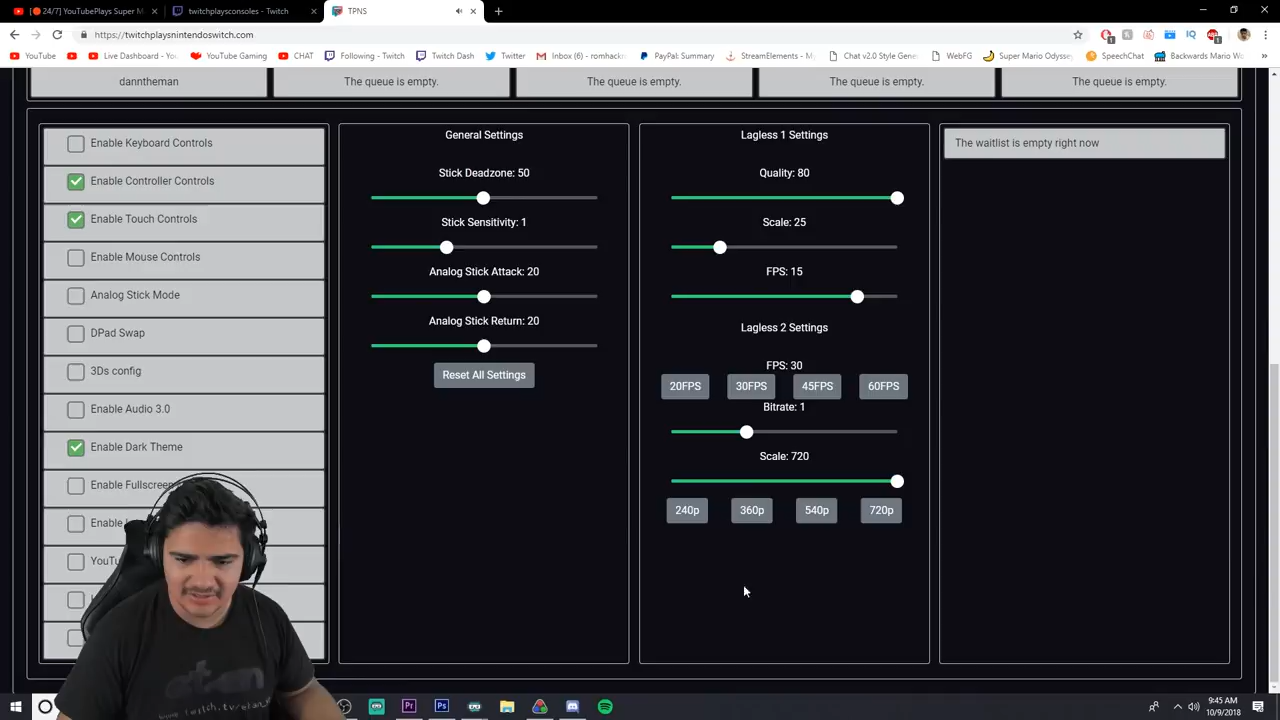 [🔴 24/7] YouTubePlays Super M
twitchplaysconsoles - Twitch
TPNS
https://twitchplaysnintendoswitch.com
YouTube
Live Dashboard - Yo
YouTube Gaming
CHAT
Following - Twitch
Twitch Dash
Twitter
Inbox (6) - romhack
PayPal Summary
StreamElements - M
Chat v2.0 Style Gene
WebFG
Super Mario Odysse
SpeechChat
Backwards Mario Wo
danntheman
The queue is empty.
The queue is empty.
The queue is empty.
The queue is empty.
Enable Keyboard Controls
Enable Controller Controls
Enable Touch Controls
Enable Mouse Controls
Analog Stick Mode
DPad Swap
3Ds config
Enable Audio 3.0
Enable Dark Theme
Enable Fullscreen
Enable
YouTu
General Settings
Stick Deadzone: 50
Stick Sensitivity: 1
Analog Stick Attack: 20
Analog Stick Return: 20
Reset All Settings
Lagless 1 Settings
Quality: 80
Scale: 25
FPS: 15
Lagless 2 Settings
FPS: 30
20FPS
30FPS
45FPS
60FPS
Bitrate: 1
Scale: 720
240p
360p
540p
720p
The waitlist is empty right now
www.twitch.tv/elan
9:45 AM
10/9/2018